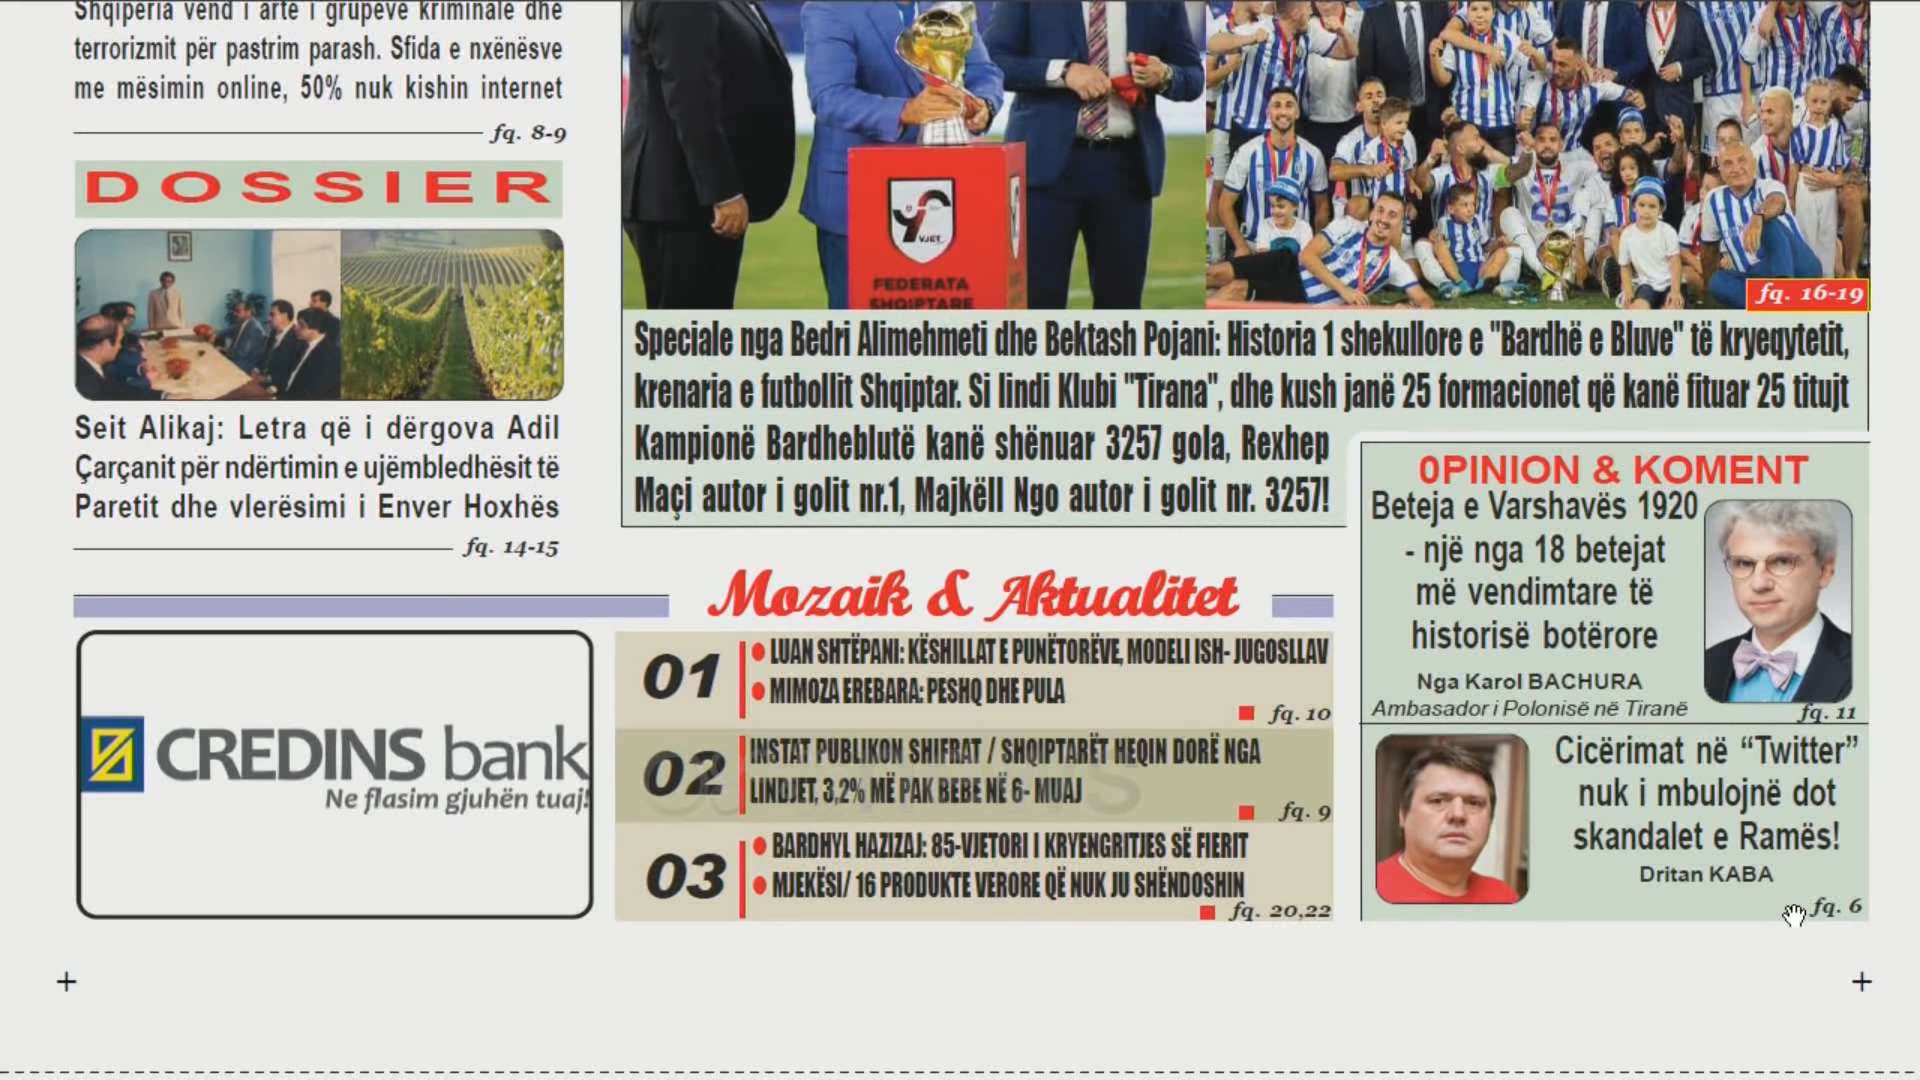 Shqipëria vend i artë i grupeve kriminale dhe
terrorizmit për pastrim parash. Sfida e nxënësve
me mësimin online, 50% nuk kishin internet
fq. 8-9
DOSSIER
Seit Alikaj: Letra që i dërgova Adil
Çarçanit për ndërtimin e ujëmbledhësit të
Paretit dhe vlerësimi i Enver Hoxhës
fq. 14-15
VJET
FEDERATA
SHQIPTARE
fq. 16-19
Speciale nga Bedri Alimehmeti dhe Bektash Pojani: Historia 1 shekullore e "Bardhë e Bluve" të kryeqytetit,
krenaria e futbollit Shqiptar. Si lindi Klubi "Tirana", dhe kush janë 25 formacionet që kanë fituar 25 titujt
Kampionë Bardheblutë kanë shënuar 3257 gola, Rexhep
Maçi autor i golit nr.1, Majkëll Ngo autor i golit nr. 3257!
Mozaik & Aktualitet
CREDINS bank
Ne flasim gjuhën tuaj!
01
LUAN SHTËPANI: KËSHILLAT E PUNËTORËVE, MODELI ISH- JUGOSLLAV
MIMOZA EREBARA: PESHQ DHE PULA
fq. 10
02
INSTAT PUBLIKON SHIFRAT / SHQIPTARËT HEQIN DORË NGA
LINDJET, 3,2% MË PAK BEBE NË 6- MUAJ
fq. 9
03
BARDHYL HAZIZAJ: 85-VJETORI I KRYENGRITJES SË FIERIT
MJEKËSI/ 16 PRODUKTE VERORE QË NUK JU SHËNDOSHIN
fq. 20,22
0PINION & KOMENT
Beteja e Varshavës 1920
- një nga 18 betejat
më vendimtare të
historisë botërore
Nga Karol BACHURA
Ambasador i Polonisë në Tiranë
fq. 11
Cicërimat në “Twitter”
nuk i mbulojnë dot
skandalet e Ramës!
Dritan KABA
fq. 6